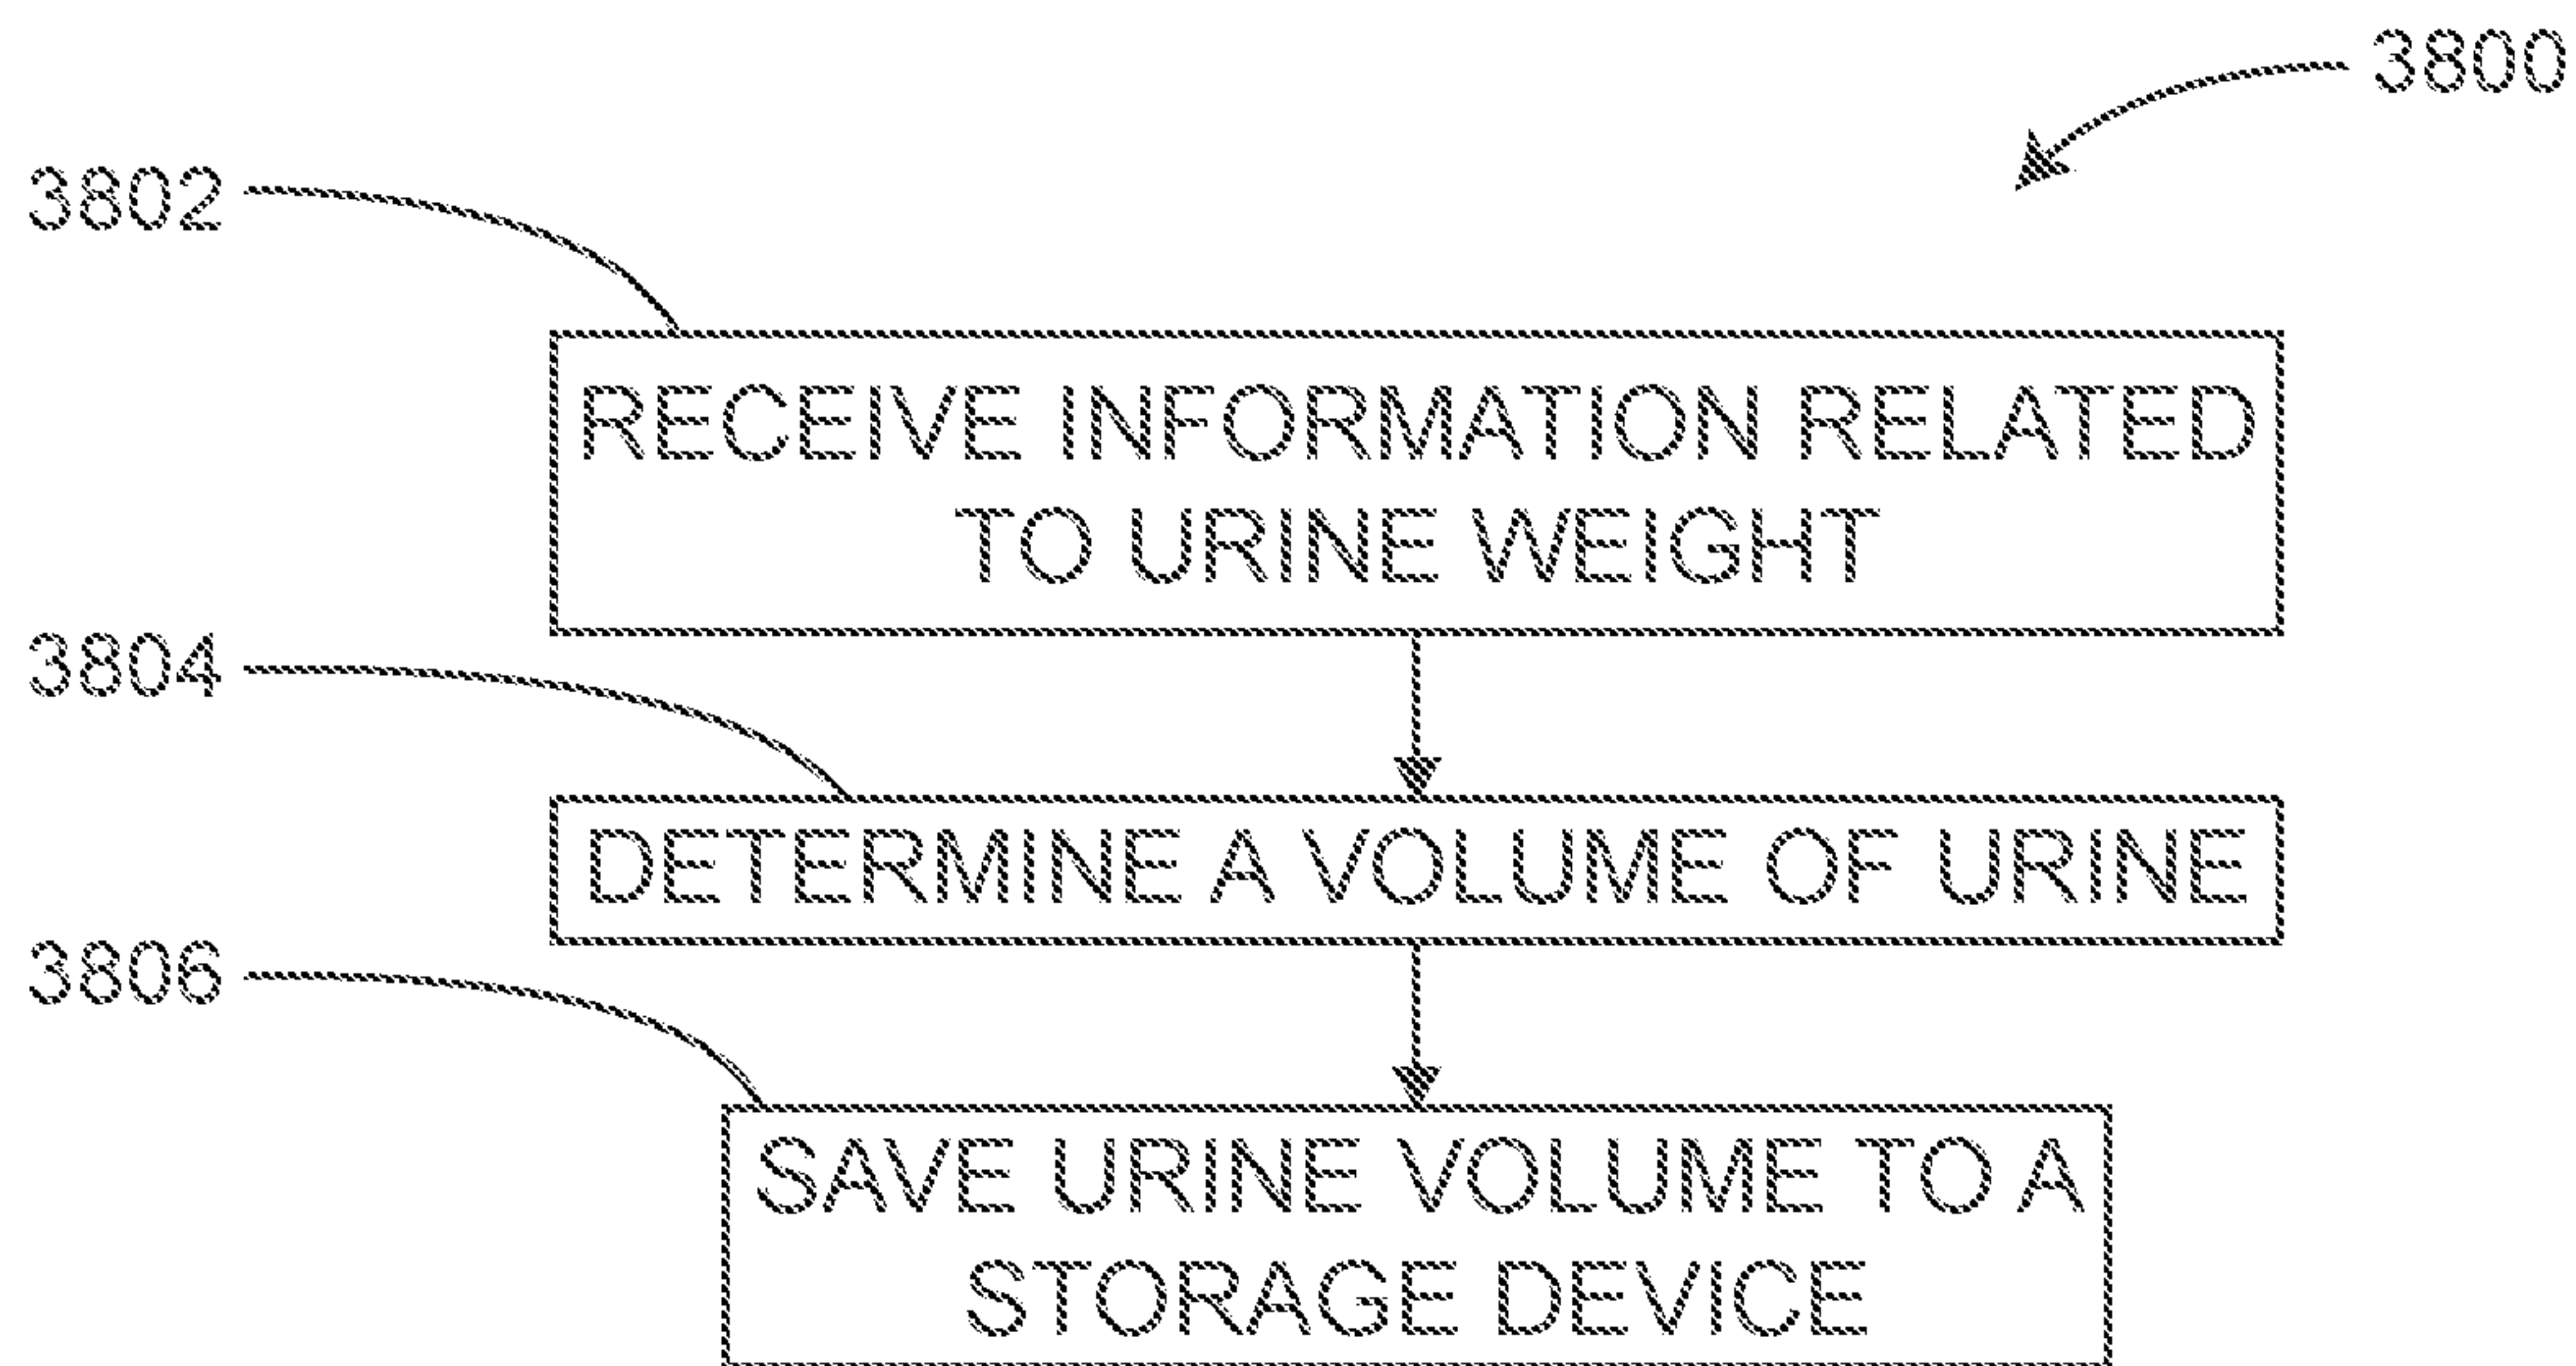 3800
3802
RECEIVE INFORMATION RELATED
TO URINE WEIGHT
3804
DETERMINE A VOLUME OF URINE
3806
SAVE URINE VOLUME TO A
STORAGE DEVICE